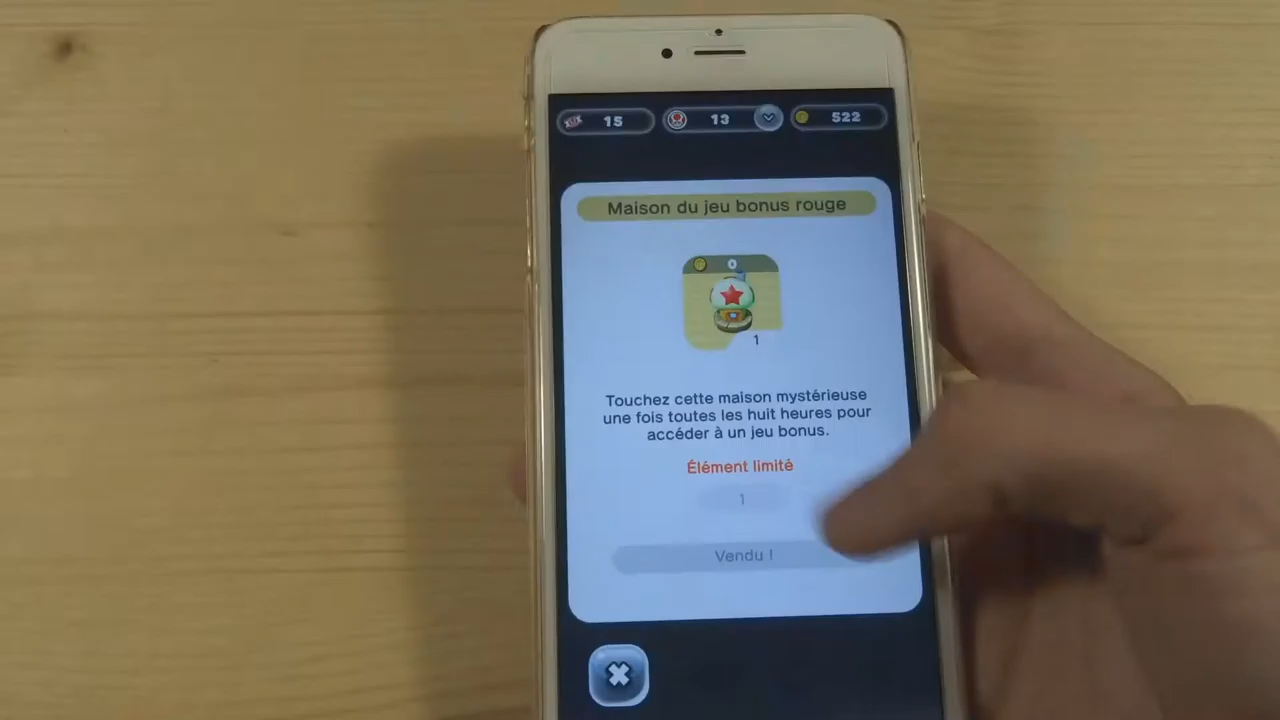 15 13 522
Maison du jeu bonus rouge
0
1
Touchez cette maison mystérieuse
une fois toutes les huit heures pour
accéder à un jeu bonus.
Élément limité
1
Vendu !